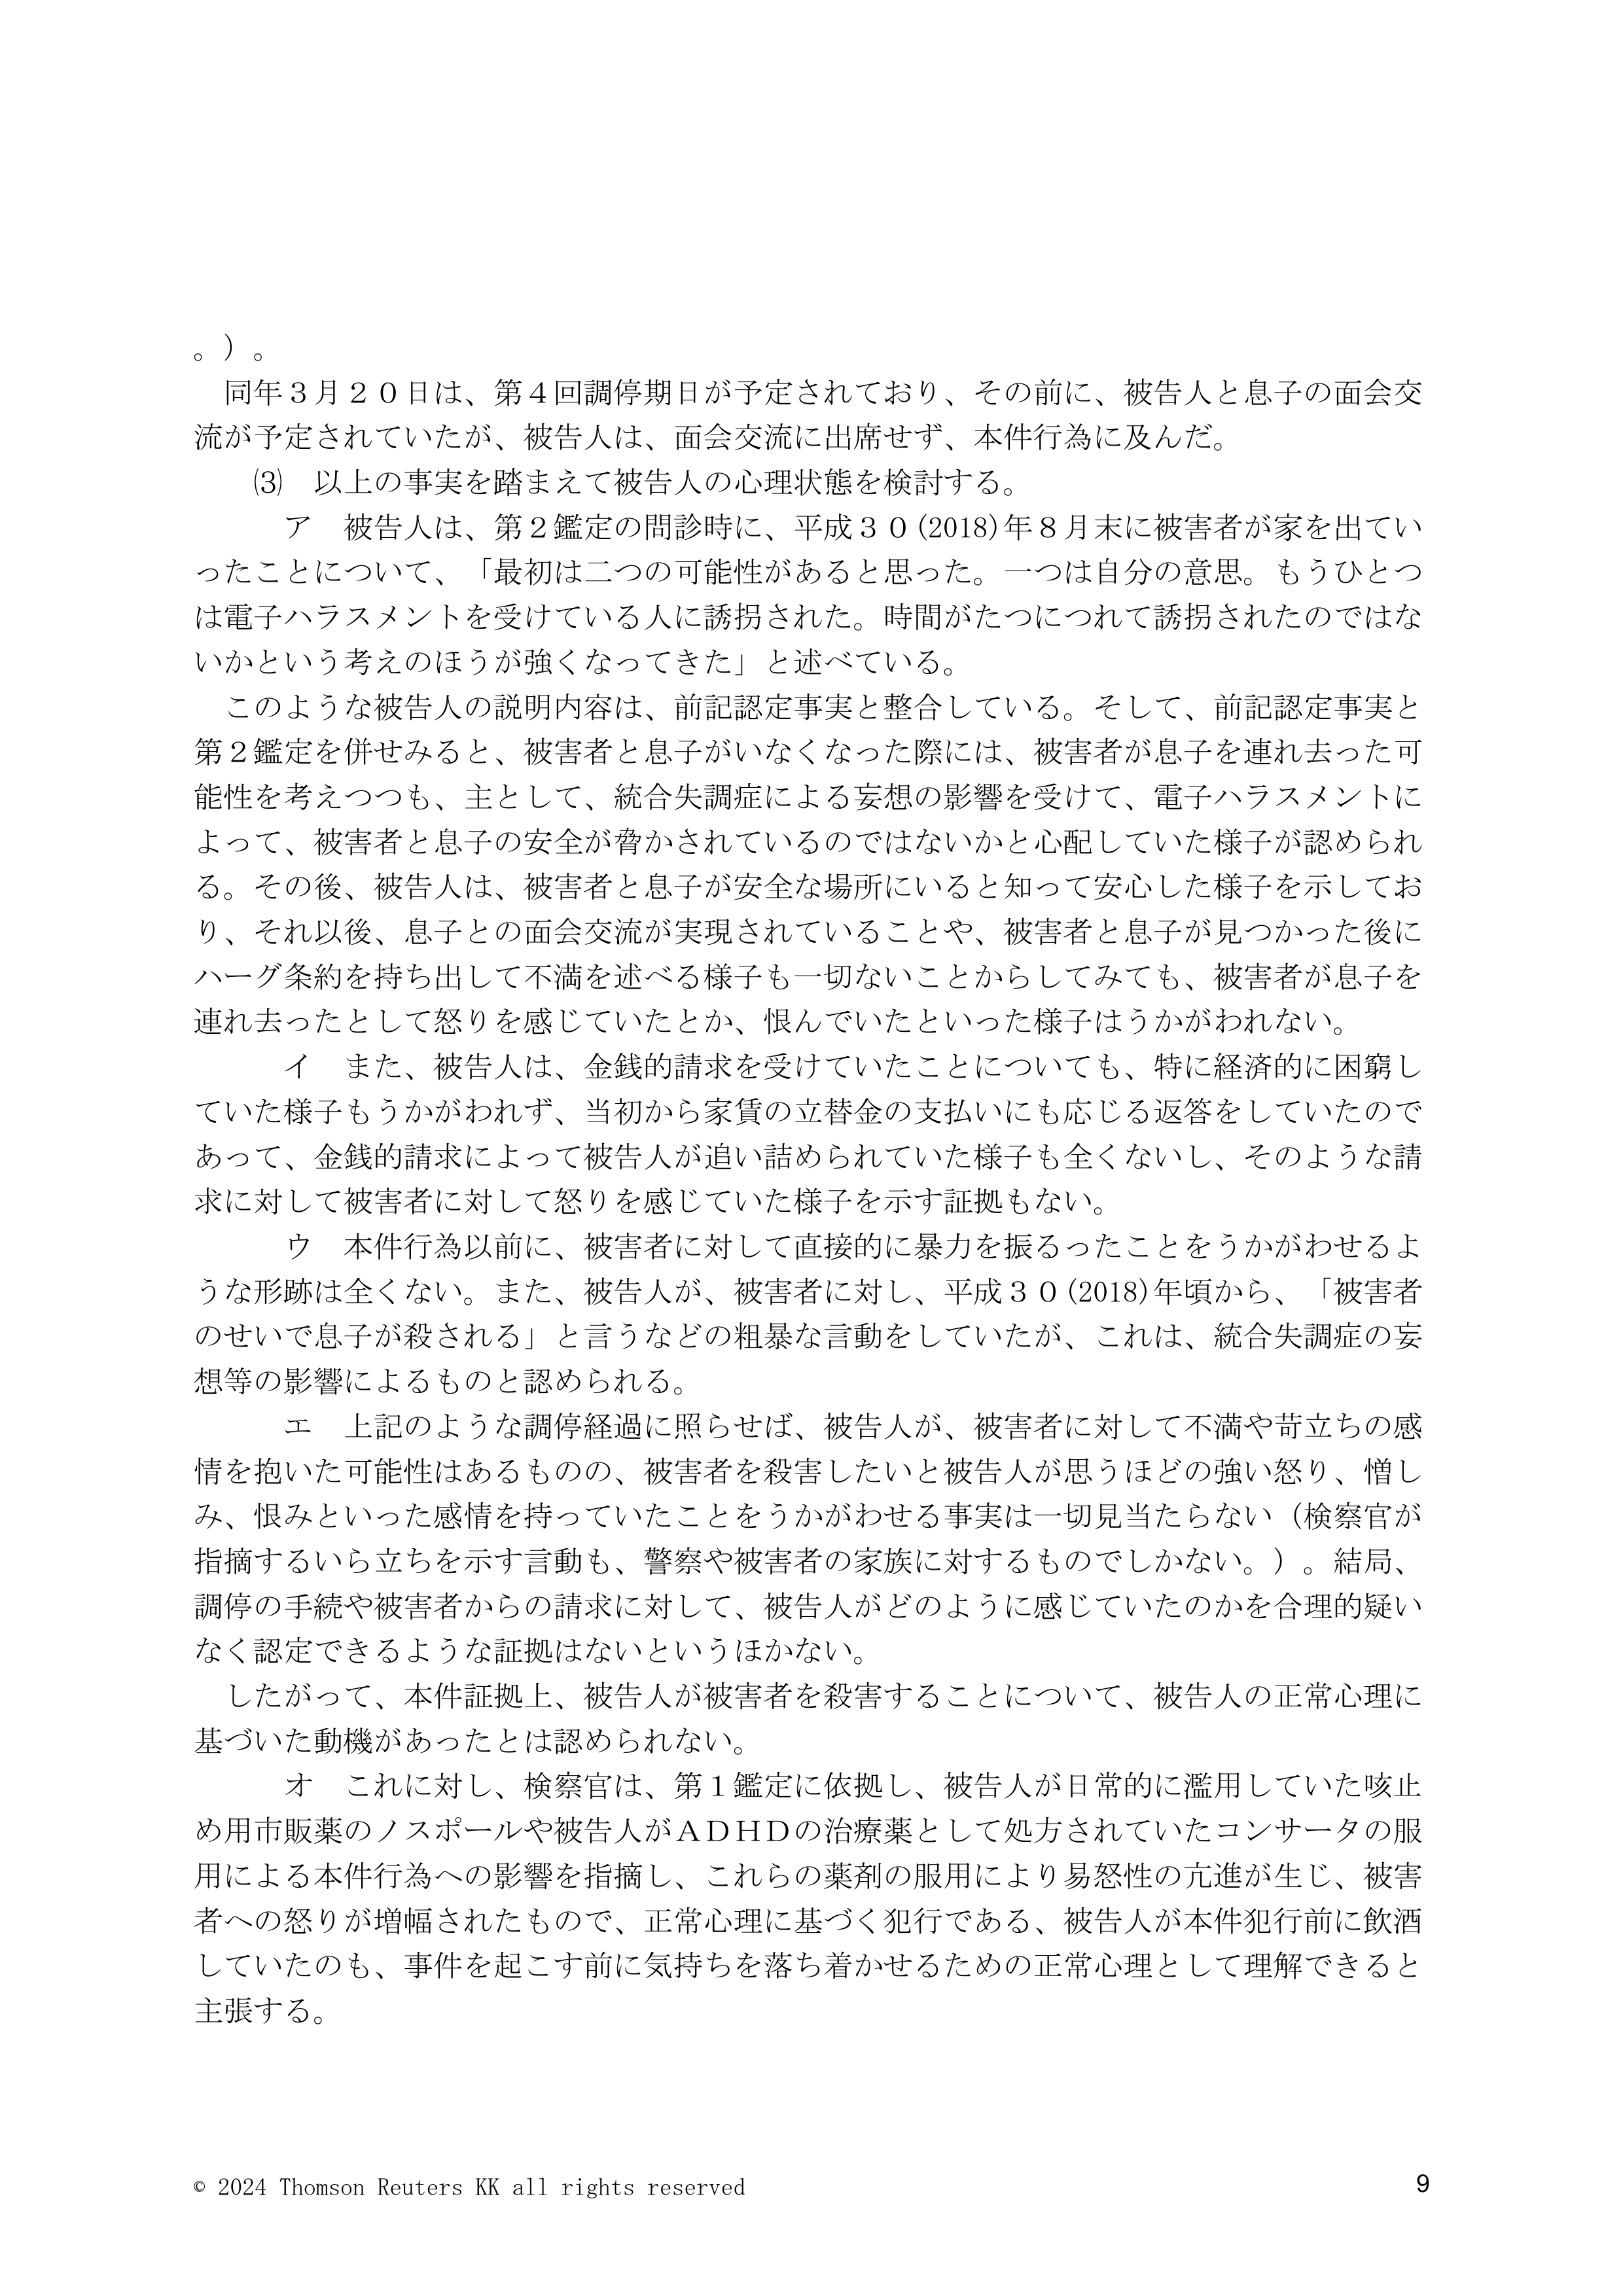 。）。
　同年３月２０日は、第４回調停期日が予定されており、その前に、被告人と息子の面会交
流が予定されていたが、被告人は、面会交流に出席せず、本件行為に及んだ。
　　⑶　以上の事実を踏まえて被告人の心理状態を検討する。
　　　ア　被告人は、第２鑑定の問診時に、平成３０(2018)年８月末に被害者が家を出てい
ったことについて、「最初は二つの可能性があると思った。一つは自分の意思。もうひとつ
は電子ハラスメントを受けている人に誘拐された。時間がたつにつれて誘拐されたのではな
いかという考えのほうが強くなってきた」と述べている。
　このような被告人の説明内容は、前記認定事実と整合している。そして、前記認定事実と
第２鑑定を併せみると、被害者と息子がいなくなった際には、被害者が息子を連れ去った可
能性を考えつつも、主として、統合失調症による妄想の影響を受けて、電子ハラスメントに
よって、被害者と息子の安全が脅かされているのではないかと心配していた様子が認められ
る。その後、被告人は、被害者と息子が安全な場所にいると知って安心した様子を示してお
り、それ以後、息子との面会交流が実現されていることや、被害者と息子が見つかった後に
ハーグ条約を持ち出して不満を述べる様子も一切ないことからしてみても、被害者が息子を
連れ去ったとして怒りを感じていたとか、恨んでいたといった様子はうかがわれない。
　　　イ　また、被告人は、金銭的請求を受けていたことについても、特に経済的に困窮し
ていた様子もうかがわれず、当初から家賃の立替金の支払いにも応じる返答をしていたので
あって、金銭的請求によって被告人が追い詰められていた様子も全くないし、そのような請
求に対して被害者に対して怒りを感じていた様子を示す証拠もない。
　　　ウ　本件行為以前に、被害者に対して直接的に暴力を振るったことをうかがわせるよ
うな形跡は全くない。また、被告人が、被害者に対し、平成３０(2018)年頃から、「被害者
のせいで息子が殺される」と言うなどの粗暴な言動をしていたが、これは、統合失調症の妄
想等の影響によるものと認められる。
　　　エ　上記のような調停経過に照らせば、被告人が、被害者に対して不満や苛立ちの感
情を抱いた可能性はあるものの、被害者を殺害したいと被告人が思うほどの強い怒り、憎し
み、恨みといった感情を持っていたことをうかがわせる事実は一切見当たらない（検察官が
指摘するいら立ちを示す言動も、警察や被害者の家族に対するものでしかない。）。結局、
調停の手続や被害者からの請求に対して、被告人がどのように感じていたのかを合理的疑い
なく認定できるような証拠はないというほかない。
　したがって、本件証拠上、被告人が被害者を殺害することについて、被告人の正常心理に
基づいた動機があったとは認められない。
　　　オ　これに対し、検察官は、第１鑑定に依拠し、被告人が日常的に濫用していた咳止
め用市販薬のノスポールや被告人がＡＤＨＤの治療薬として処方されていたコンサータの服
用による本件行為への影響を指摘し、これらの薬剤の服用により易怒性の亢進が生じ、被害
者への怒りが増幅されたもので、正常心理に基づく犯行である、被告人が本件犯行前に飲酒
していたのも、事件を起こす前に気持ちを落ち着かせるための正常心理として理解できると
主張する。
© 2024 Thomson Reuters KK all rights reserved
9